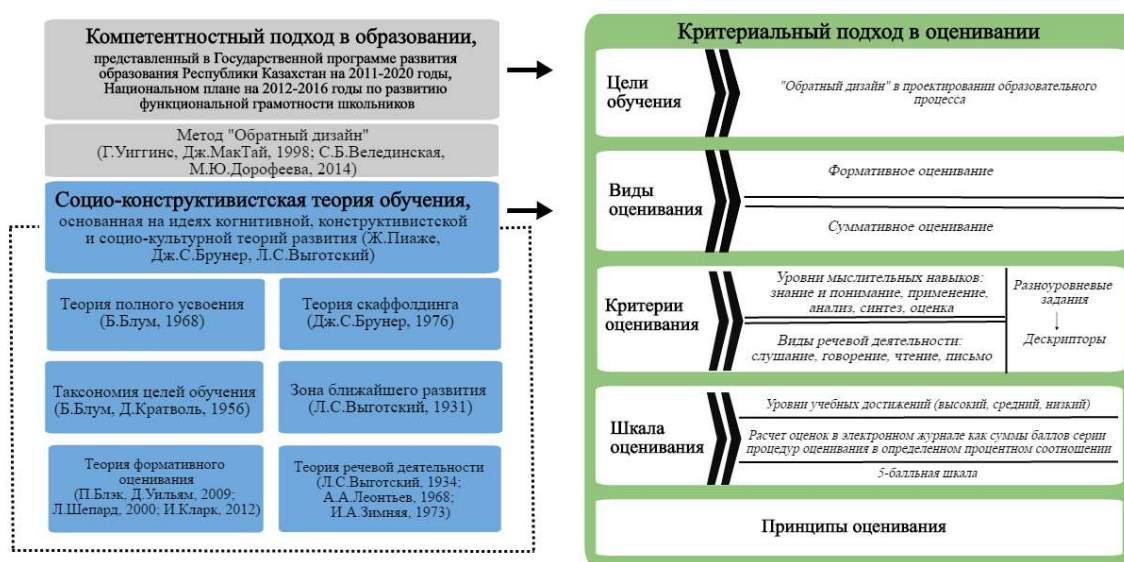 Компетентностный подход в образовании,
представленный в Государственной программе развития
образования Республики Казахстан на 2011-2020 годы,
Национальном плане на 2012-2016 годы по развитию
функциональной грамотности школьников
Метод "Обратный дизайн"
(Г.Уиггинс, Дж.МакТай, 1998; С.Б.Велединская,
М.Ю.Дорофеева, 2014)
Социо-конструктивистская теория обучения,
основанная на идеях когнитивной, конструктивистской
и социо-культурной теорий развития (Ж.Пиаже,
Дж.С.Брунер, Л.С.Выготский)
Теория полного усвоения
(Б.Блум, 1968)
Теория скаффолдинга
(Дж.С.Брунер, 1976)
Таксономия целей обучения
(Б.Блум, Д.Кратволь, 1956)
Зона ближайшего развития
(Л.С.Выготский, 1931)
Теория формативного
оценивания
(П.Блэк, Д.Уильям, 2009;
Л.Шепард, 2000; И.Кларк, 2012)
Теория речевой деятельности
(Л.С.Выготский, 1934;
А.А.Леонтьев, 1968;
И.А.Зимняя, 1973)
Критериальный подход в оценивании
Цели
обучения
"Обратный дизайн" в проектировании образовательного
процесса
Виды
оценивания
Формативное оценивание
Суммативное оценивание
Критерии
оценивания
Уровни мыслительных навыков:
знание и понимание, применение,
анализ, синтез, оценка
Виды речевой деятельности:
слушание, говорение, чтение, письмо
Разноуровневые
задания
Дескрипторы
Шкала
оценивания
Уровни учебных достижений (высокий, средний, низкий)
Расчет оценок в электронном журнале как суммы баллов серии
процедур оценивания в определенном процентном соотношении
5-балльная шкала
Принципы оценивания